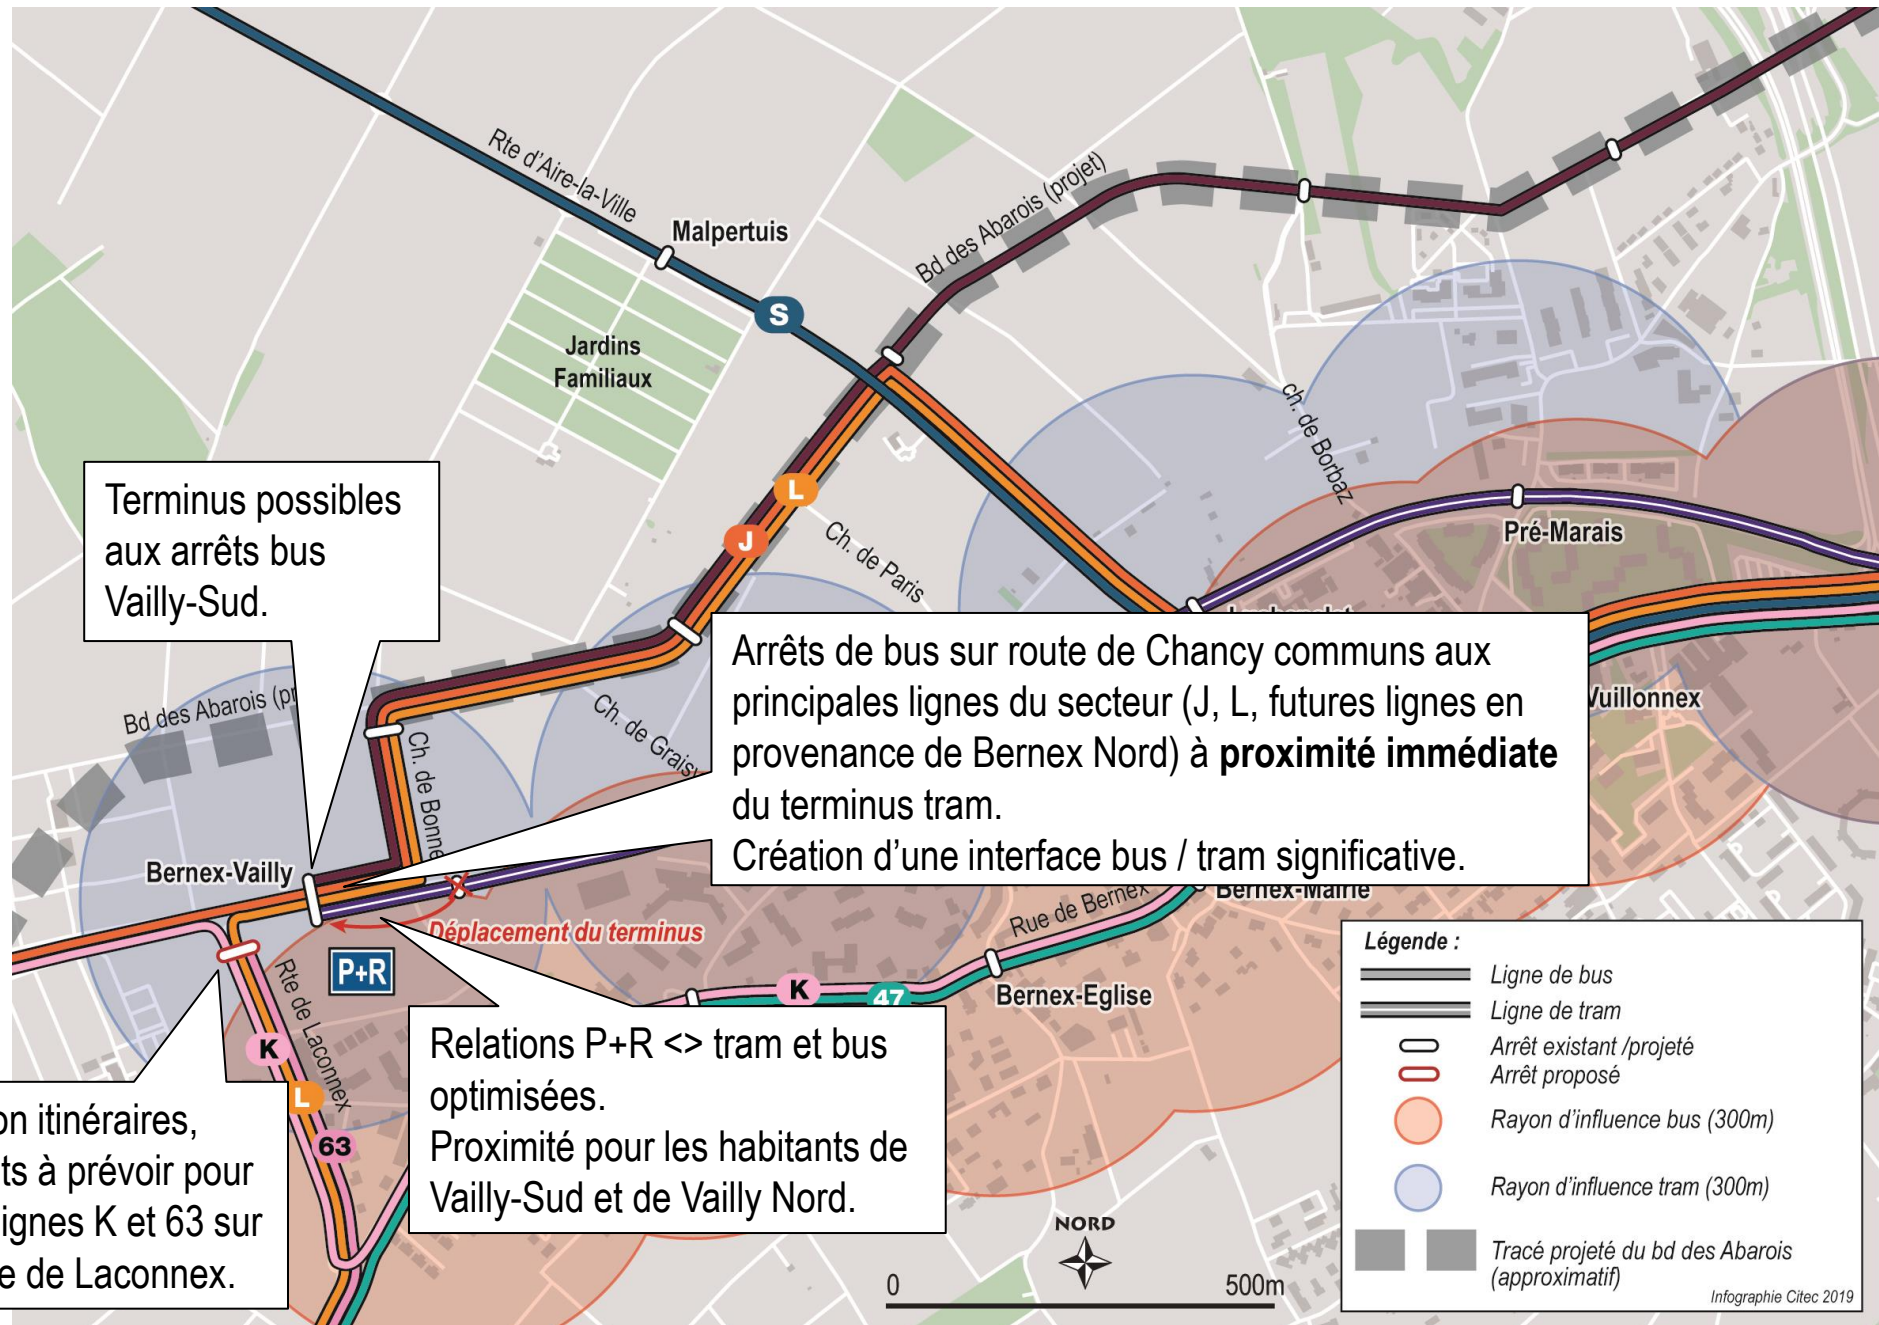 Rte d'Aire-la-Ville
Malpertuis
S
Bd des Abarois (projet)
Jardins
Familiaux
ch. de Borbaz
L
J
Ch. de Paris
Pré-Marais
Terminus possibles
aux arrêts bus
Vailly-Sud.
Arrêts de bus sur route de Chancy communs aux
principales lignes du secteur (J, L, futures lignes en
provenance de Bernex Nord) à proximité immédiate
du terminus tram.
Création d'une interface bus / tram significative.
Vuillonnex
Bd des Abarois
Ch. de
Ch. de
Bernex-Vailly
Déplacement du terminus
P+R
Rue de Bernex
Bernex-Mairie
K
47
Bernex-Eglise
Rte de Laconnex
K
L
63
Relations P+R <> tram et bus
optimisées.
Proximité pour les habitants de
Vailly-Sud et de Vailly Nord.
itinéraires,
à prévoir pour
lignes K et 63 sur
de Laconnex.
NORD
0 500m
Légende :
Ligne de bus
Ligne de tram
Arrêt existant /projeté
Arrêt proposé
Rayon d'influence bus (300m)
Rayon d'influence tram (300m)
Tracé projeté du bd des Abarois
(approximatif)
Infographie Citec 2019